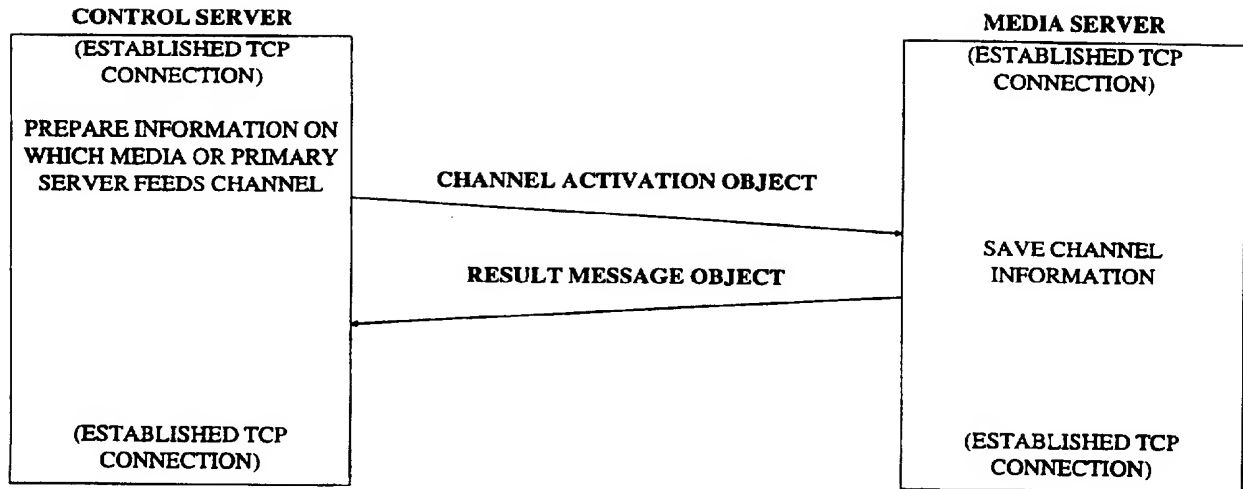 CONTROL SERVER
(ESTABLISHED TCP
CONNECTION)
PREPARE INFORMATION ON
WHICH MEDIA OR PRIMARY
SERVER FEEDS CHANNEL
(ESTABLISHED TCP
CONNECTION)
CHANNEL ACTIVATION OBJECT
RESULT MESSAGE OBJECT
MEDIA SERVER
(ESTABLISHED TCP
CONNECTION)
SAVE CHANNEL
INFORMATION
(ESTABLISHED TCP
CONNECTION)